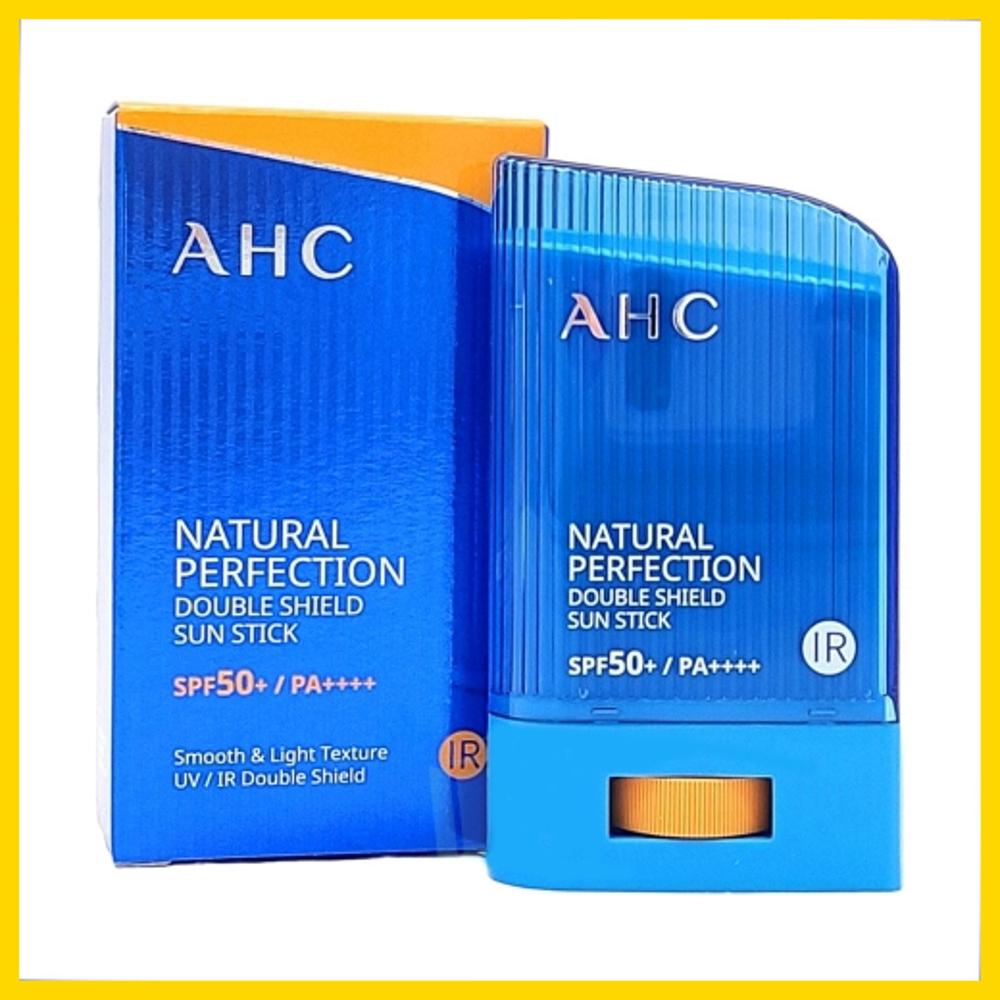 AHC
NATURAL
PERFECTION
DOUBLE SHIELD
SUN STICK
SPF50+ / PA++++
Smooth & Light Texture
UV / IR Double Shield
IR
AHC
NATURAL
PERFECTION
DOUBLE SHIELD
SUN STICK
SPF50+ / PA++++
IR